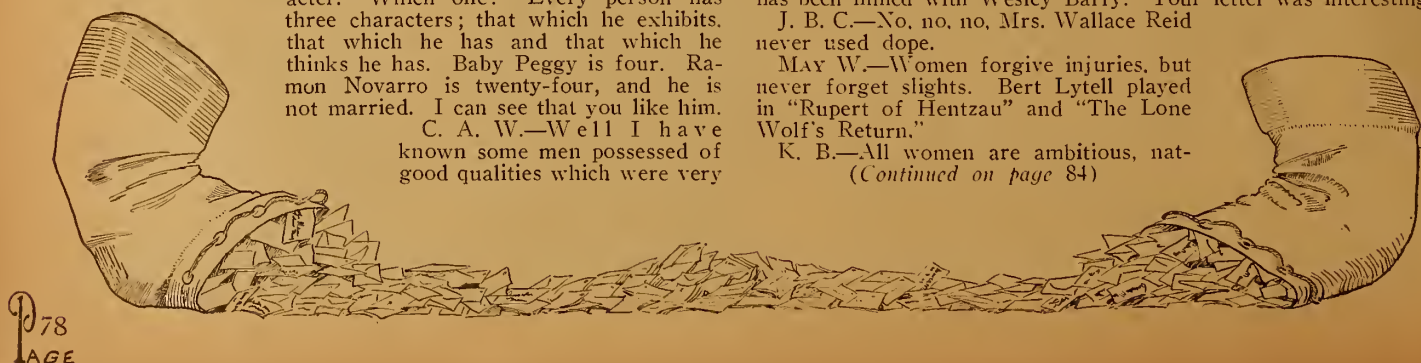 acter. Which one? Every person has
three characters; that which he exhibits,
that which he has and that which he
thinks he has. Baby Peggy is four. Ra-
mon Novarro is twenty-four, and he is
not married. I can see that you like him.
C. A. W.—Well I have
known some men possessed of
good qualities which were very
has been filmed with Wesley Barry. Your letter was interesting
J. B. C.—No, no, no, Mrs. Wallace Reid
never used dope.
MAY W.—Women forgive injuries, but
never forget slights. Bert Lytell played
in "Rupert of Hentzau" and "The Lone
Wolf's Return."
K. B.—All women are ambitious, nat-
(Continued on page 84)
78
PAGE